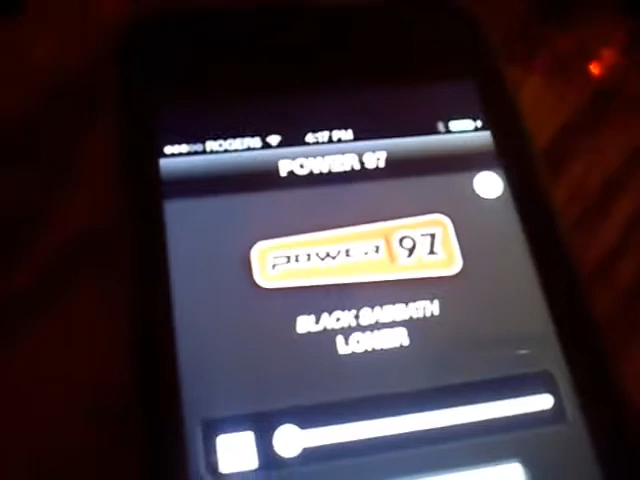 ROGERS 4:17 PM
POWER 97
POWER 97
BLACK SABBATH
LONER